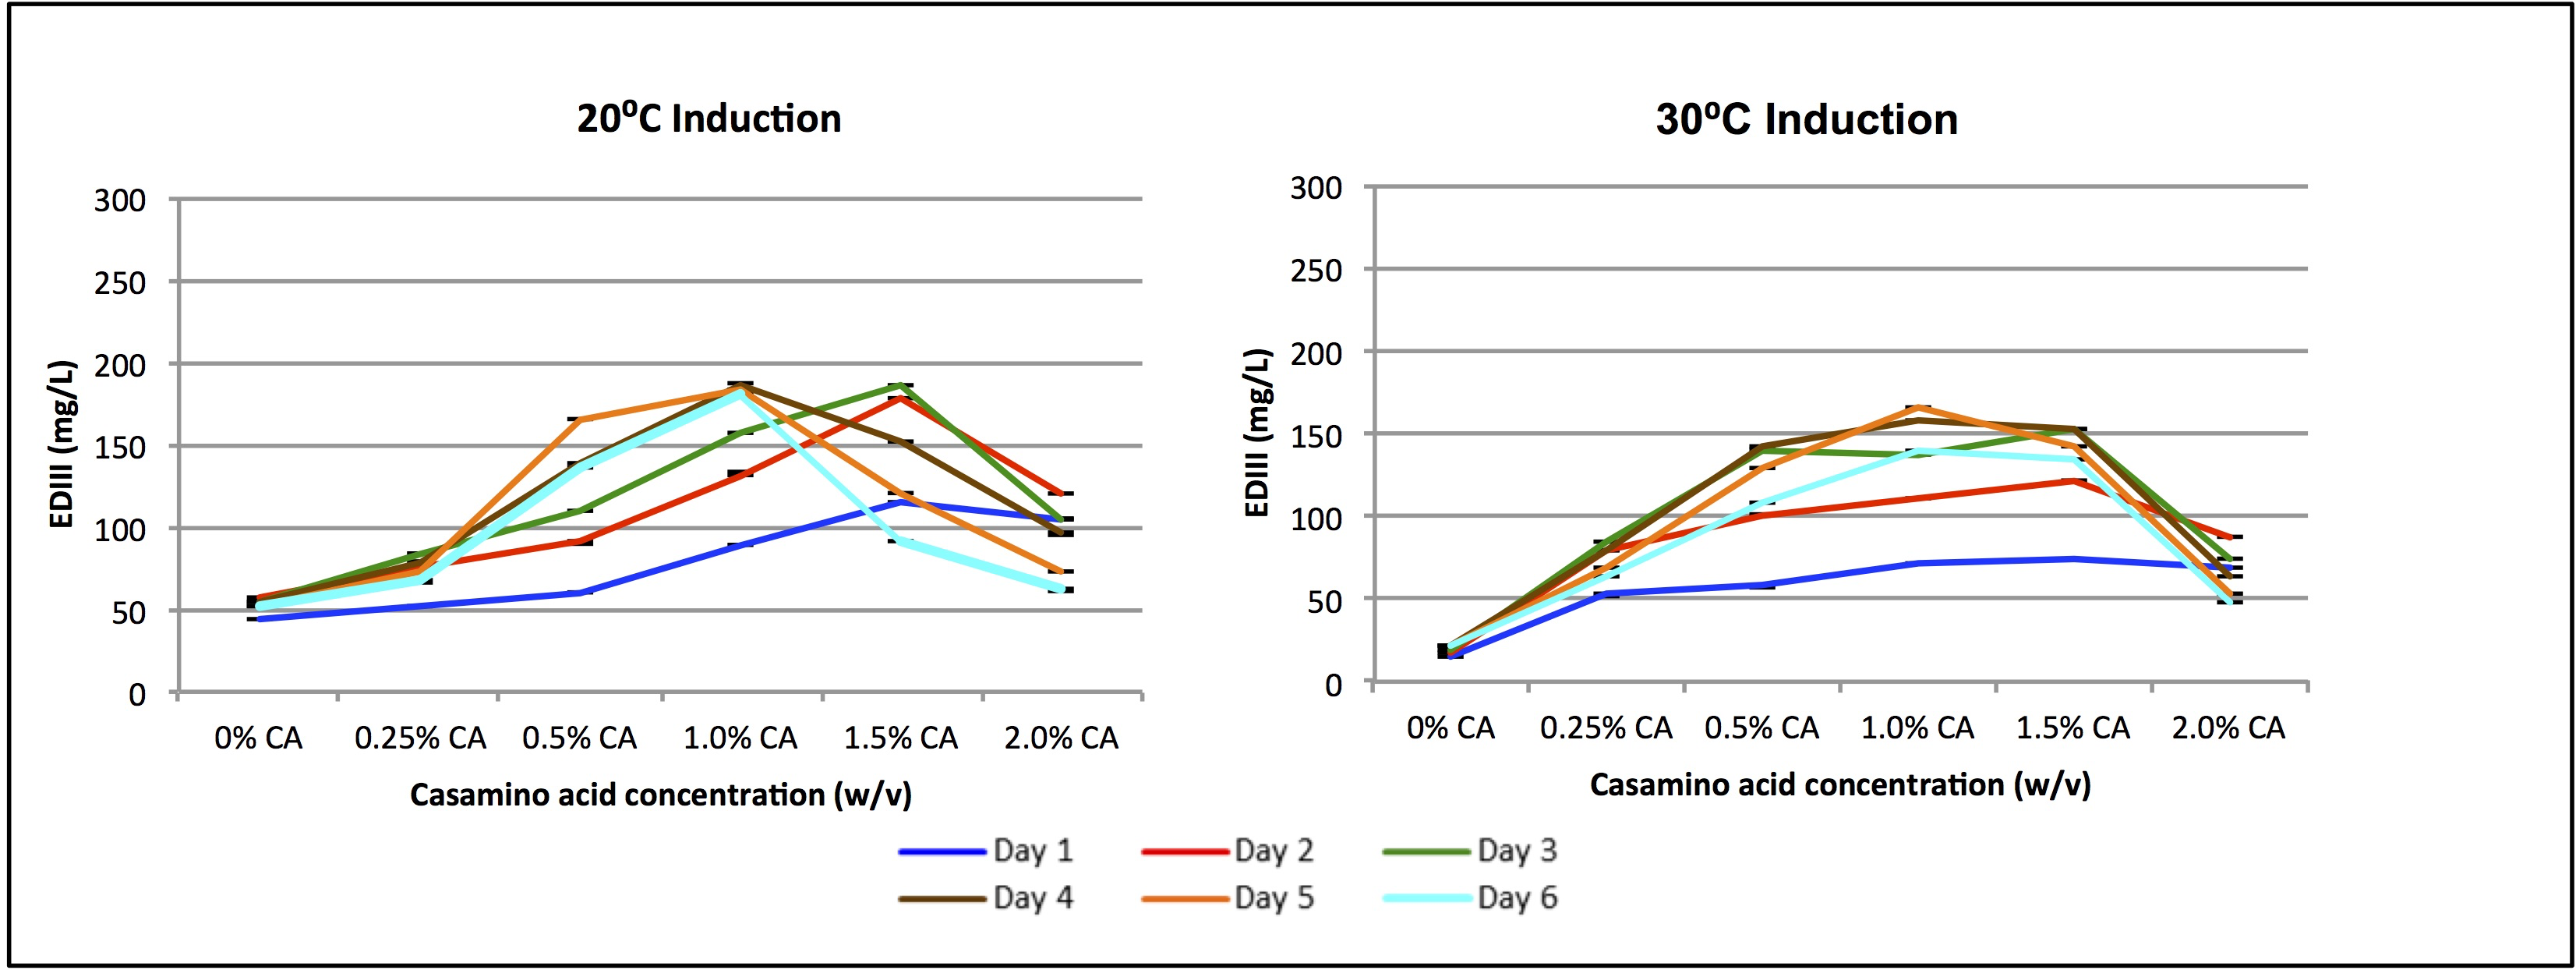 20⁰C Induction
300
250
200
150
100
50
0
EDIII (mg/L)
0% CA 0.25% CA 0.5% CA 1.0% CA 1.5% CA 2.0% CA
Casamino acid concentration (w/v)
30⁰C Induction
300
250
200
150
100
50
0
EDIII (mg/L)
0% CA 0.25% CA 0.5% CA 1.0% CA 1.5% CA 2.0% CA
Casamino acid concentration (w/v)
Day 1 Day 2 Day 3
Day 4 Day 5 Day 6